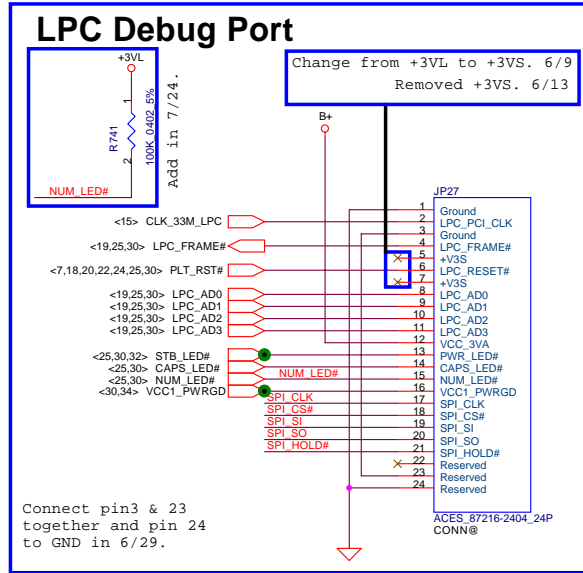 LPC Debug Port
+3VL
1
R741
100K_0402_5%
2
Add in 7/24.
NUM_LED#
Change from +3VL to +3VS. 6/9
Removed +3VS. 6/13
B+
JP27
<15> CLK_33M_LPC
<19,25,30> LPC_FRAME#
<7,18,20,22,24,25,30> PLT_RST#
<19,25,30> LPC_AD0
<19,25,30> LPC_AD1
<19,25,30> LPC_AD2
<19,25,30> LPC_AD3
<25,30,32> STB_LED#
<25,30> CAPS_LED#
<25,30> NUM_LED#
<30,34> VCC1_PWRGD
NUM_LED#
SPI_CLK
SPI_CS#
SPI_SI
SPI_SO
SPI_HOLD#
1 Ground
2 LPC_PCI_CLK
3 Ground
4 LPC_FRAME#
5 +V3S
6 LPC_RESET#
7 +V3S
8 LPC_AD0
9 LPC_AD1
10 LPC_AD2
11 LPC_AD3
12 VCC_3VA
13 PWR_LED#
14 CAPS_LED#
15 NUM_LED#
16 VCC1_PWRGD
17 SPI_CLK
18 SPI_CS#
19 SPI_SI
20 SPI_SO
21 SPI_HOLD#
22 Reserved
23 Reserved
24 Reserved
ACES_87216-2404_24P
CONN@
Connect pin3 & 23
together and pin 24
to GND in 6/29.